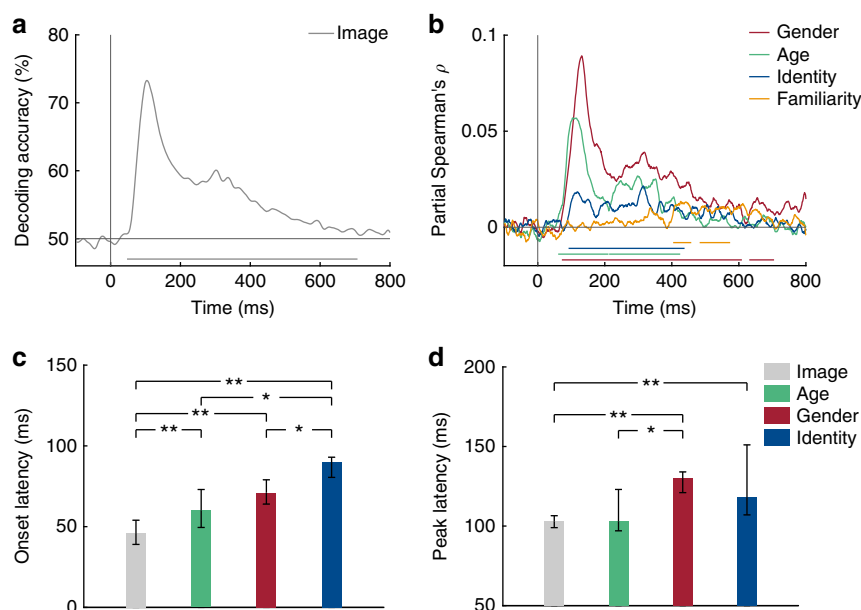 a
80
70
60
50
Decoding accuracy (%)
Image
0 200 400 600 800
Time (ms)
b
0.1
0.05
0
Partial Spearman's ρ
Gender
Age
Identity
Familiarity
0 200 400 600 800
Time (ms)
c
150
100
50
0
Onset latency (ms)
**
*
**
** *
d
200
150
100
50
Peak latency (ms)
**
**
*
Image
Age
Gender
Identity